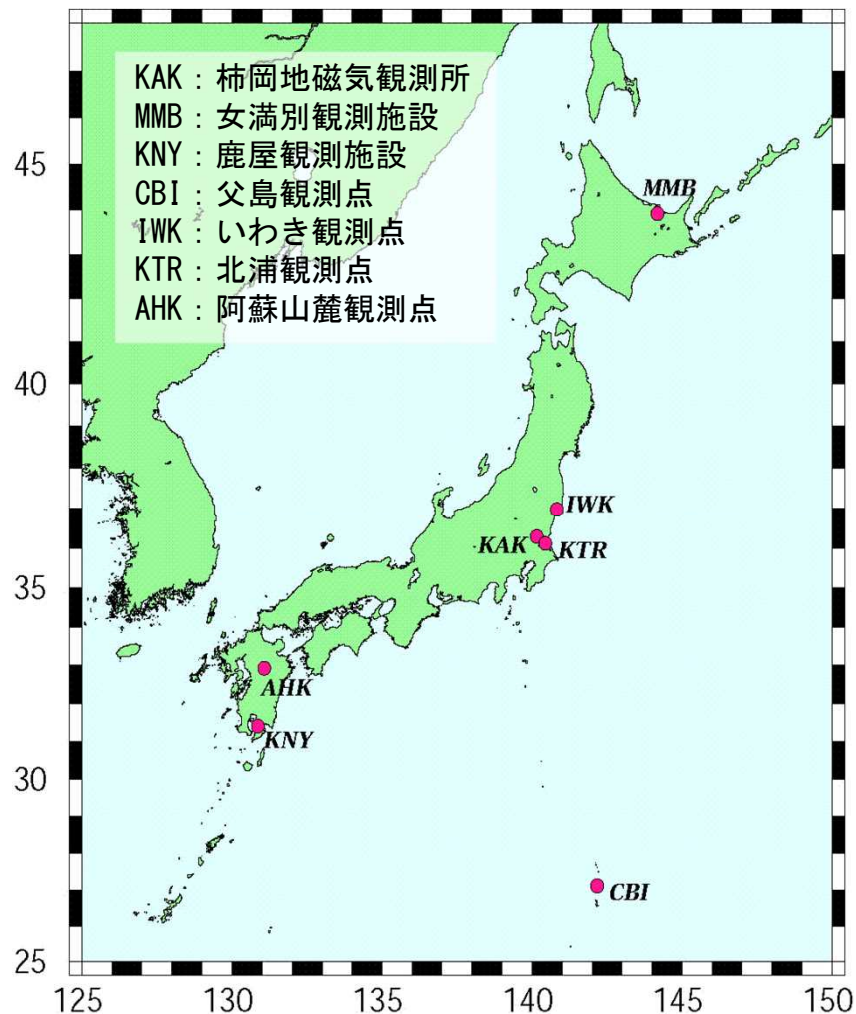 KAK：柿岡地磁気観測所
MMB：女満別観測施設
KNY：鹿屋観測施設
CBI：父島観測点
IWK：いわき観測点
KTR：北浦観測点
AHK：阿蘇山麓観測点
45
MMB
40
IWK
KAK
KTR
35
AHK
KNY
30
CBI
25
125 130 135 140 145 150